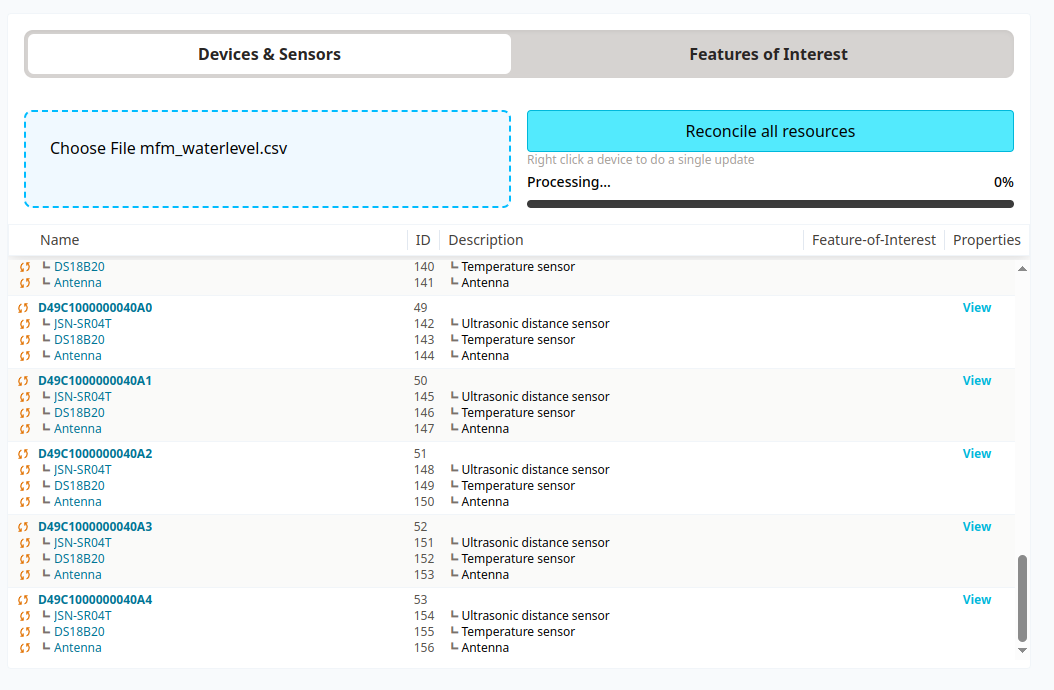 Devices & Sensors Features of Interest
Choose File mfm_waterlevel.csv
Reconcile all resources
Right click a device to do a single update
Processing... 0%
Name ID Description Feature-of-Interest Properties
DS18B20 140 Temperature sensor
Antenna 141 Antenna
D49C1000000040A0 49 View
JSN-SR04T 142 Ultrasonic distance sensor
DS18B20 143 Temperature sensor
Antenna 144 Antenna
D49C1000000040A1 50 View
JSN-SR04T 145 Ultrasonic distance sensor
DS18B20 146 Temperature sensor
Antenna 147 Antenna
D49C1000000040A2 51 View
JSN-SR04T 148 Ultrasonic distance sensor
DS18B20 149 Temperature sensor
Antenna 150 Antenna
D49C1000000040A3 52 View
JSN-SR04T 151 Ultrasonic distance sensor
DS18B20 152 Temperature sensor
Antenna 153 Antenna
D49C1000000040A4 53 View
JSN-SR04T 154 Ultrasonic distance sensor
DS18B20 155 Temperature sensor
Antenna 156 Antenna